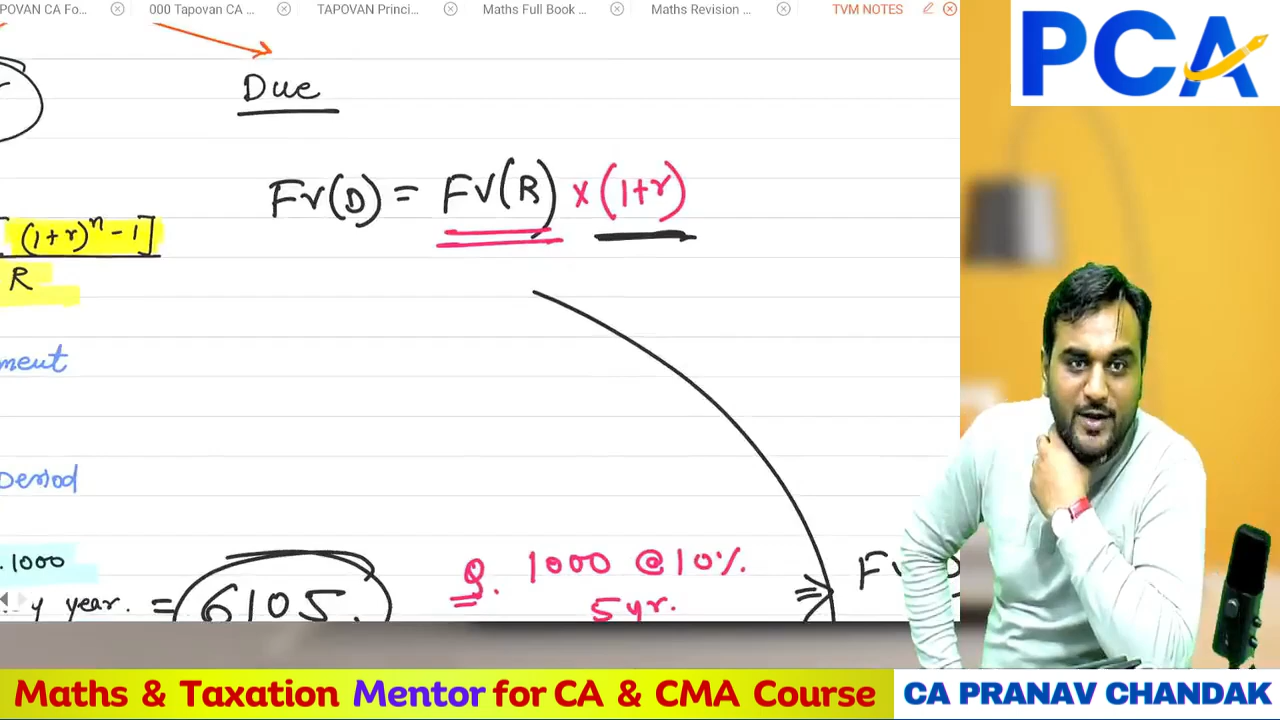 POVAN CA Fo... 000 Tapovan CA ... TAPOVAN Princi... Maths Full Book ... Maths Revision ... TVM NOTES
PCA
Due
FV(D) = FV(R) × (1+r)
[(1+r)^n - 1]
R
ment
Period
. 1000
y year. = 6105.
Q. 1000 @ 10%
5 yr.
Maths & Taxation Mentor for CA & CMA Course
CA PRANAV CHANDAK